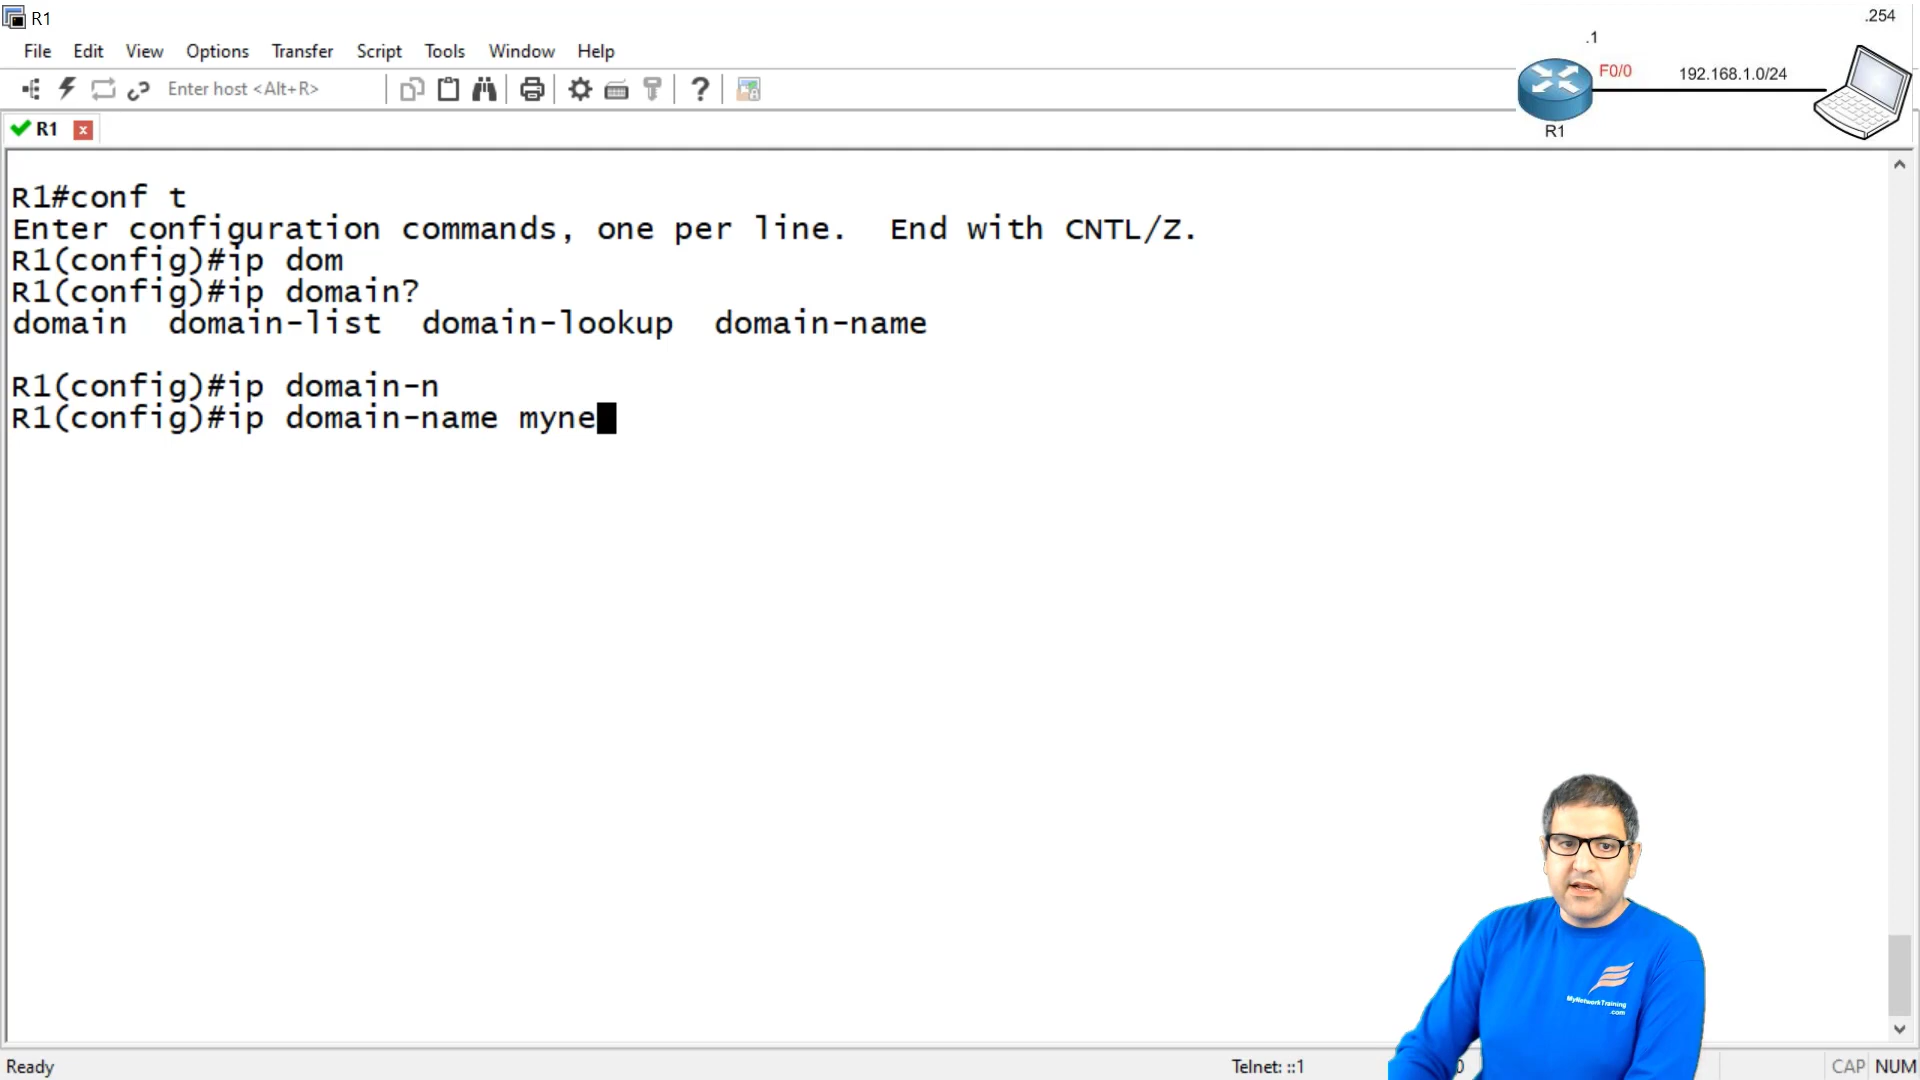 R1
.254
File Edit View Options Transfer Script Tools Window Help
.1
F0/0
192.168.1.0/24
Enter host <Alt+R>
R1
R1
R1#conf t
Enter configuration commands, one per line.  End with CNTL/Z.
R1(config)#ip dom
R1(config)#ip domain?
domain  domain-list  domain-lookup  domain-name
R1(config)#ip domain-n
R1(config)#ip domain-name myne
MyNetworkTraining
.com
Ready
Telnet: ::1
CAP NUM